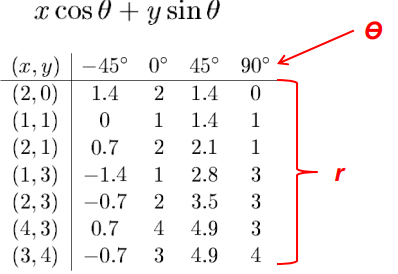 x cos θ + y sin θ
θ
(x, y) −45° 0° 45° 90°
(2, 0) 1.4 2 1.4 0
(1, 1) 0 1 1.4 1
(2, 1) 0.7 2 2.1 1
(1, 3) −1.4 1 2.8 3
r
(2, 3) −0.7 2 3.5 3
(4, 3) 0.7 4 4.9 3
(3, 4) −0.7 3 4.9 4